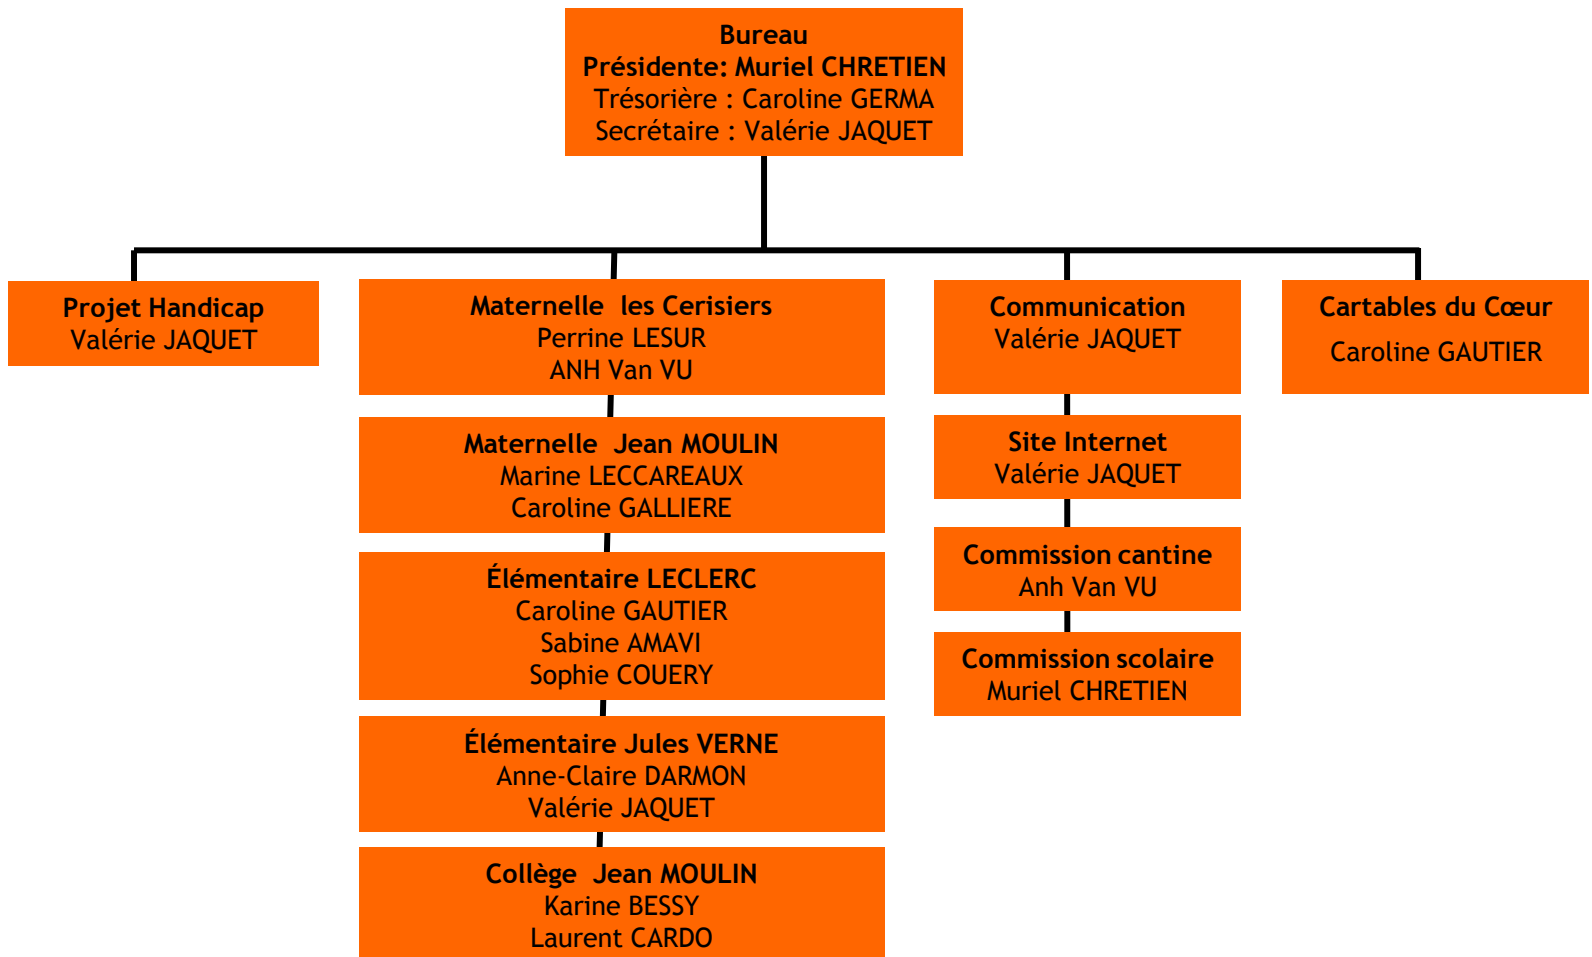 Bureau
Présidente: Muriel CHRETIEN
Trésorière : Caroline GERMA
Secrétaire : Valérie JAQUET
Projet Handicap
Valérie JAQUET
Maternelle  les Cerisiers
Perrine LESUR
ANH Van VU
Maternelle  Jean MOULIN
Marine LECCAREAUX
Caroline GALLIERE
Élémentaire LECLERC
Caroline GAUTIER
Sabine AMAVI
Sophie COUERY
Élémentaire Jules VERNE
Anne-Claire DARMON
Valérie JAQUET
Collège  Jean MOULIN
Karine BESSY
Laurent CARDO
Communication
Valérie JAQUET
Site Internet
Valérie JAQUET
Commission cantine
Anh Van VU
Commission scolaire
Muriel CHRETIEN
Cartables du Cœur
Caroline GAUTIER